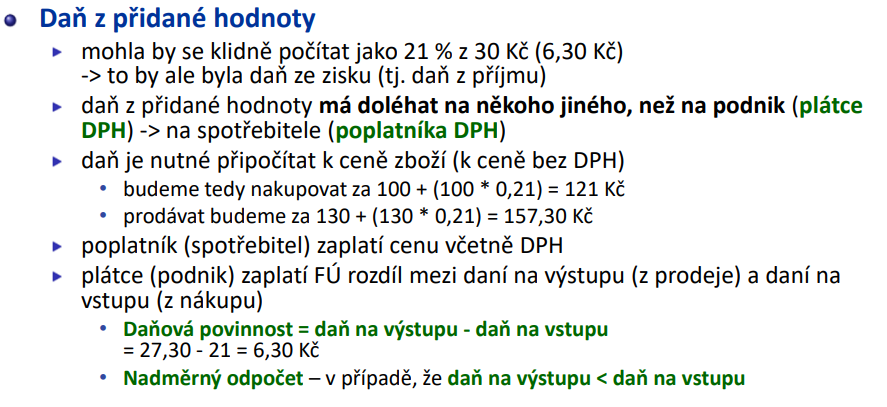 Daň z přidané hodnoty
mohla by se klidně počítat jako 21 % z 30 Kč (6,30 Kč)
-> to by ale byla daň ze zisku (tj. daň z příjmu)
daň z přidané hodnoty má doléhat na někoho jiného, než na podnik (plátce
DPH) -> na spotřebitele (poplatníka DPH)
daň je nutné připočítat k ceně zboží (k ceně bez DPH)
budeme tedy nakupovat za 100 + (100 * 0,21) = 121 Kč
prodávat budeme za 130 + (130 * 0,21) = 157,30 Kč
poplatník (spotřebitel) zaplatí cenu včetně DPH
plátce (podnik) zaplatí FÚ rozdíl mezi daní na výstupu (z prodeje) a daní na
vstupu (z nákupu)
Daňová povinnost = daň na výstupu - daň na vstupu
= 27,30 - 21 = 6,30 Kč
Nadměrný odpočet – v případě, že daň na výstupu < daň na vstupu